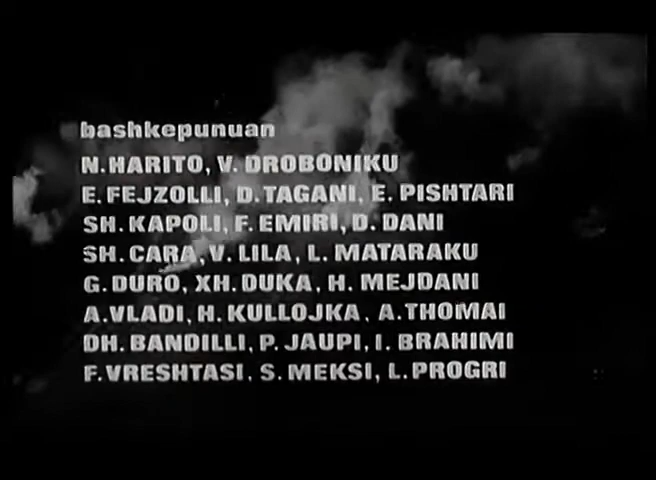 bashkepunuan
N. HARITO, V. DROBONIKU
E. FEJZOLLI, D. TAGANI, E. PISHTARI
SH. KAPOLI, F. EMIRI, D. DANI
SH. CARA, V. LILA, L. MATARAKU
G. DURO, XH. DUKA, H. MEJDANI
A. VLADI, H. KULLOJKA, A. THOMAI
DH. BANDILLI, P. JAUPI, I. BRAHIMI
F. VRESHTASI, S. MEKSI, L. PROGRI